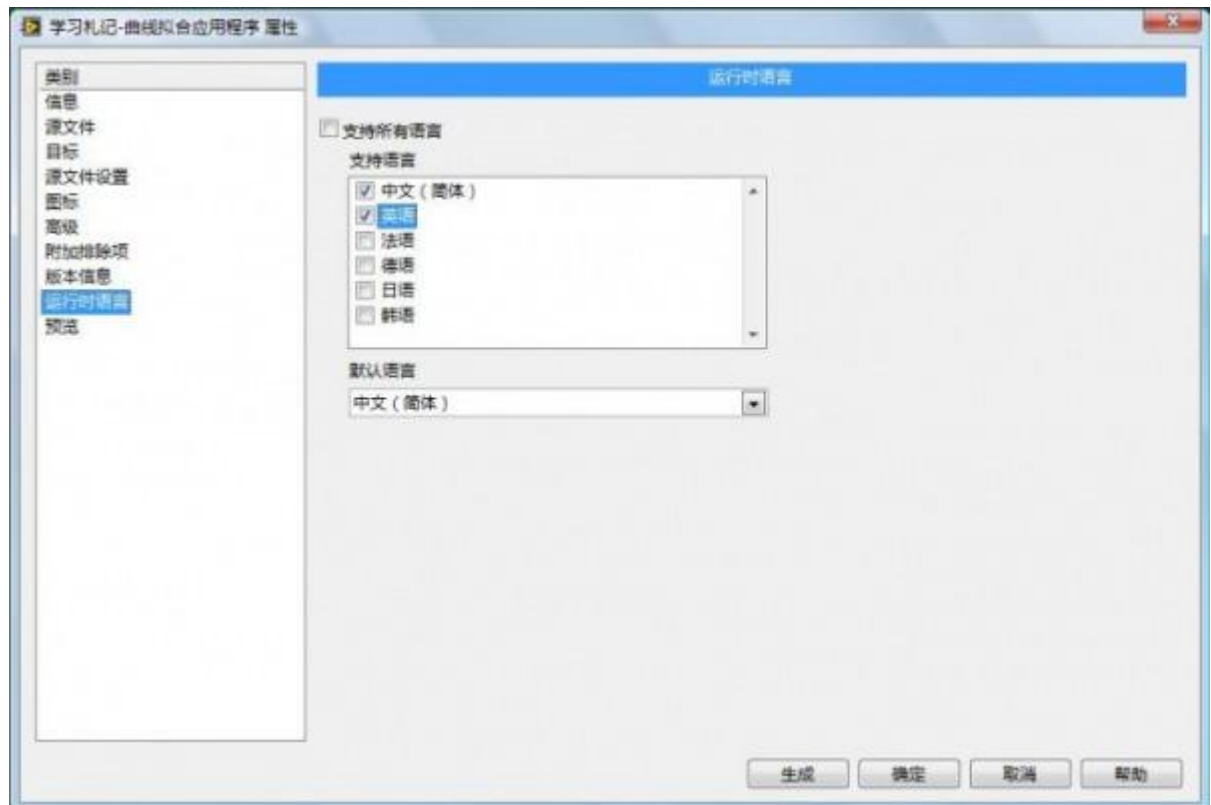 学习札记-曲线拟合应用程序 属性
类别
信息
源文件
目标
源文件设置
图标
高级
附加排除项
版本信息
运行时语言
预览
运行时语言
支持所有语言
支持语言
中文(简体)
英语
法语
德语
日语
韩语
默认语言
中文(简体)
生成
确定
取消
帮助